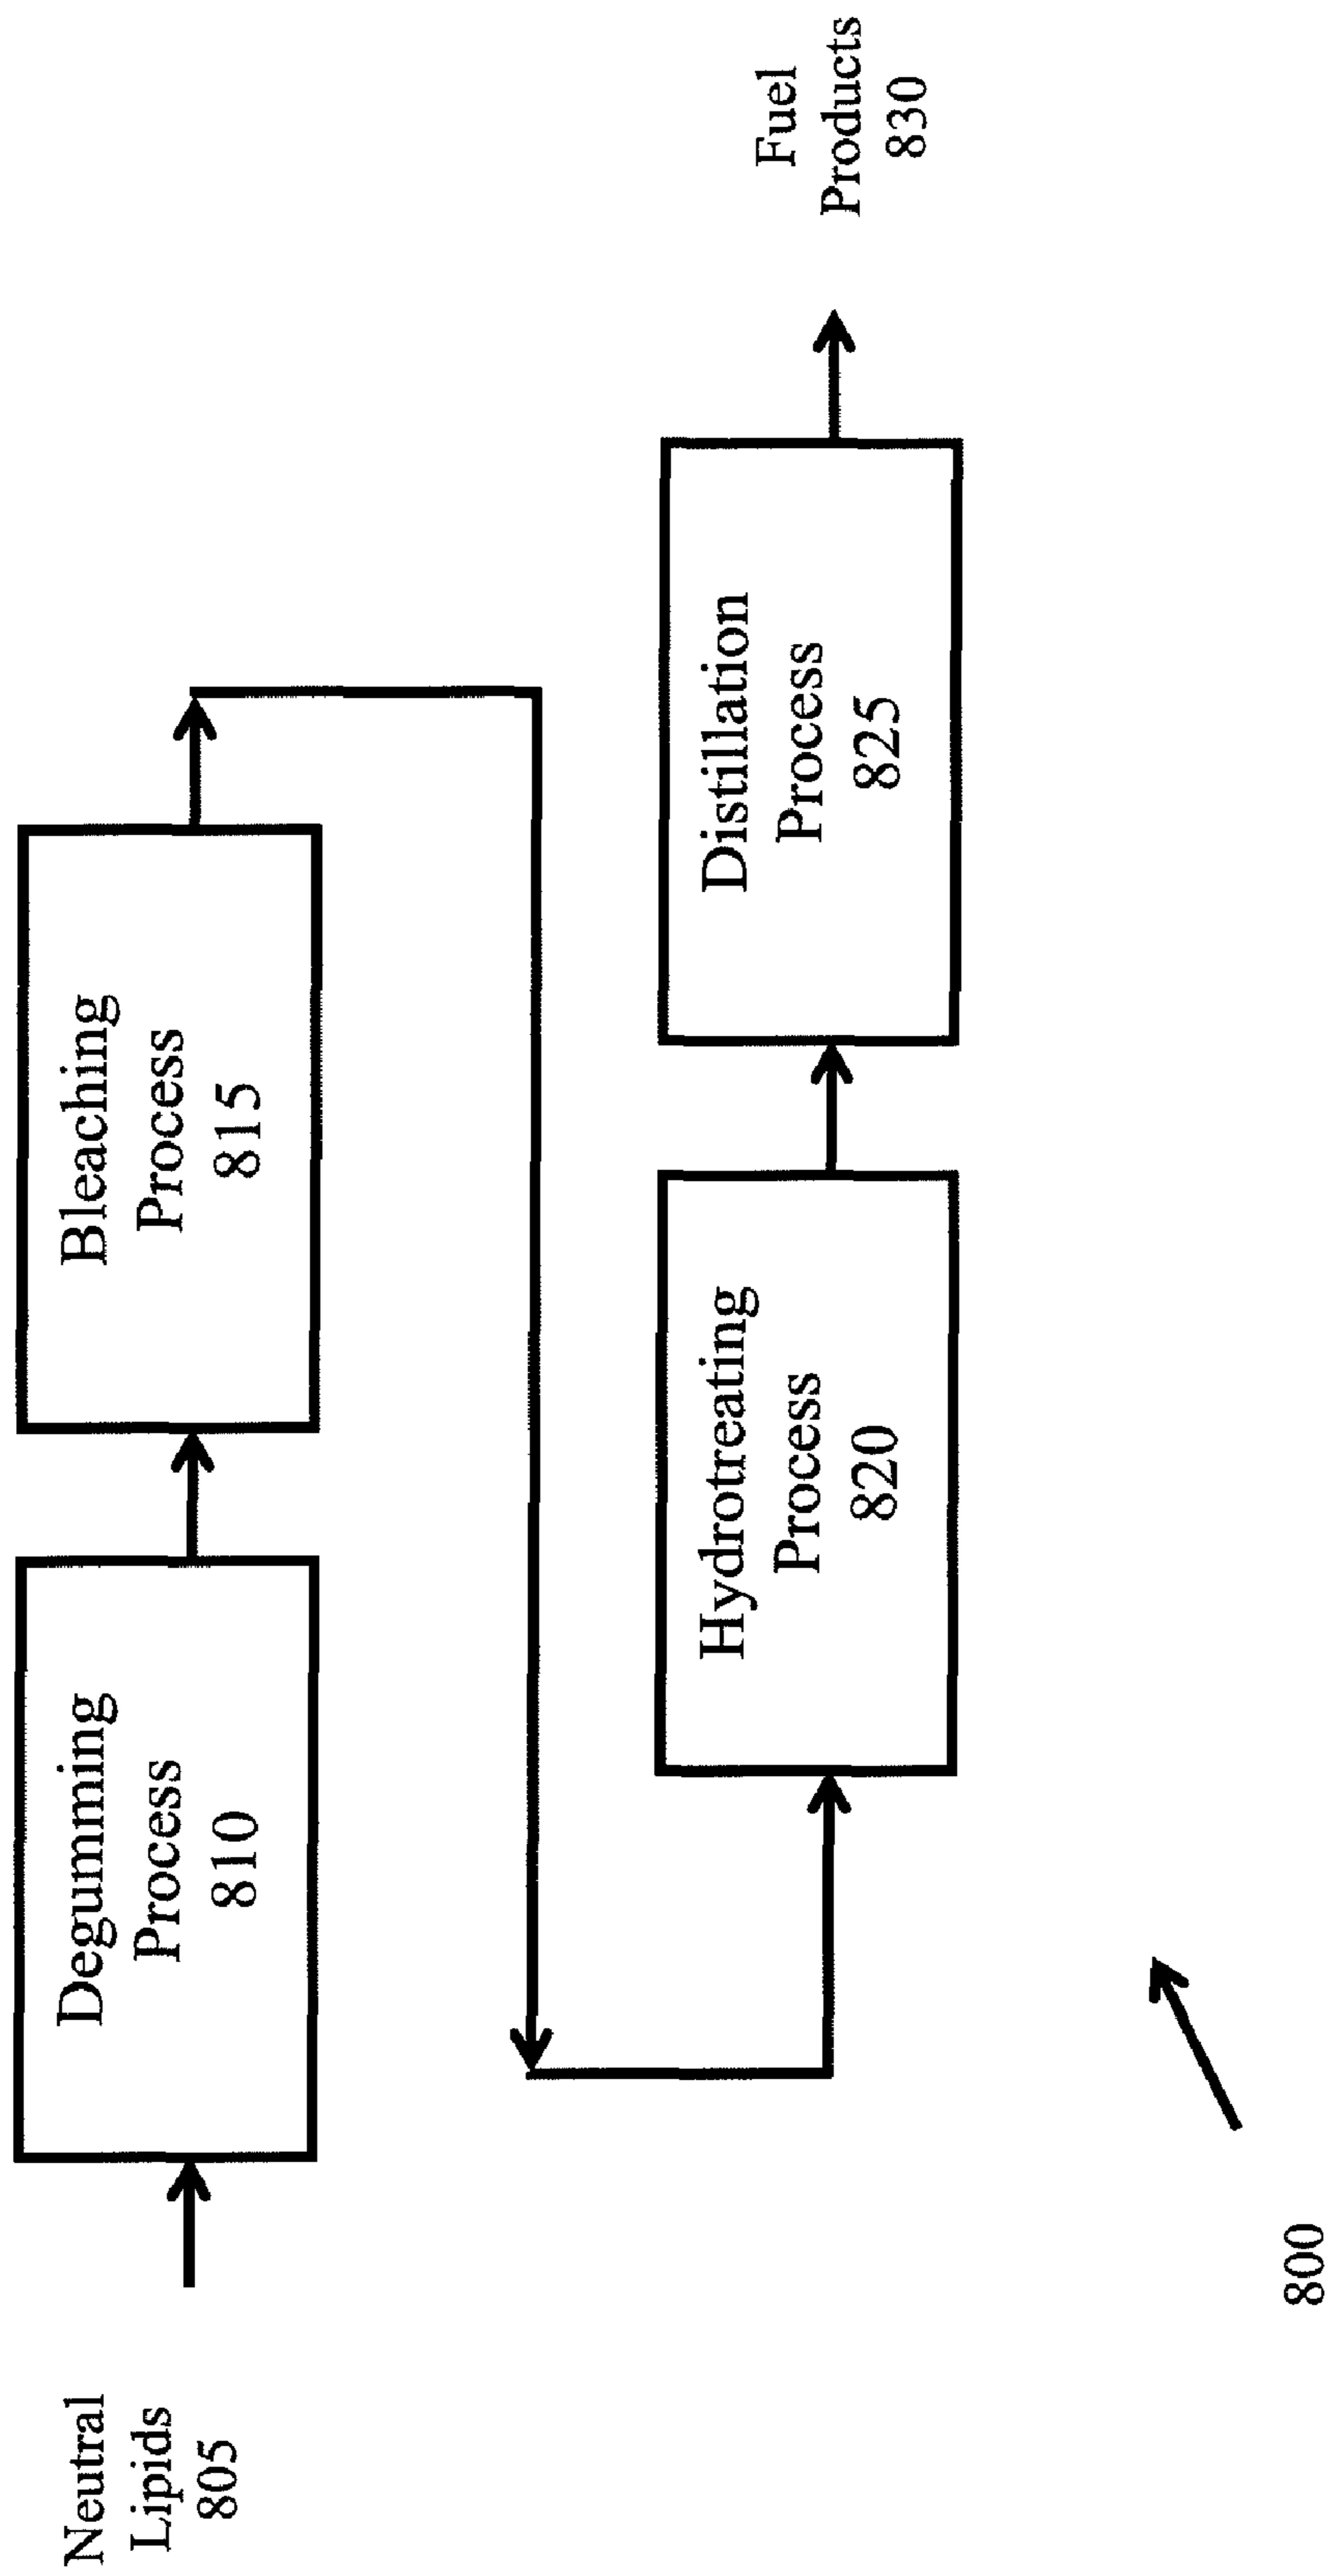 Neutral
Lipids
805
Degumming
Process
810
Bleaching
Process
815
Hydrotreating
Process
820
Distillation
Process
825
Fuel
Products
830
800